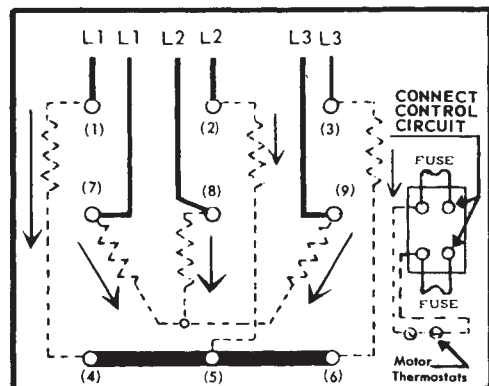 L1 L1 L2 L2 L3 L3
CONNECT
CONTROL
CIRCUIT
(1) (2) (3)
FUSE
(7) (8) (9)
FUSE
(4) (5) (6)
Motor
Thermostats